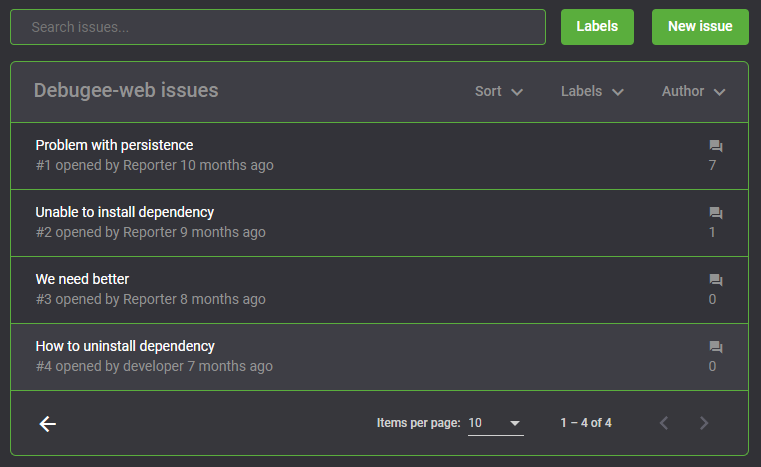 Search issues...
Labels
New issue
Debugee-web issues
Sort
Labels
Author
Problem with persistence
#1 opened by Reporter 10 months ago
7
Unable to install dependency
#2 opened by Reporter 9 months ago
1
We need better
#3 opened by Reporter 8 months ago
0
How to uninstall dependency
#4 opened by developer 7 months ago
0
Items per page: 10
1 – 4 of 4